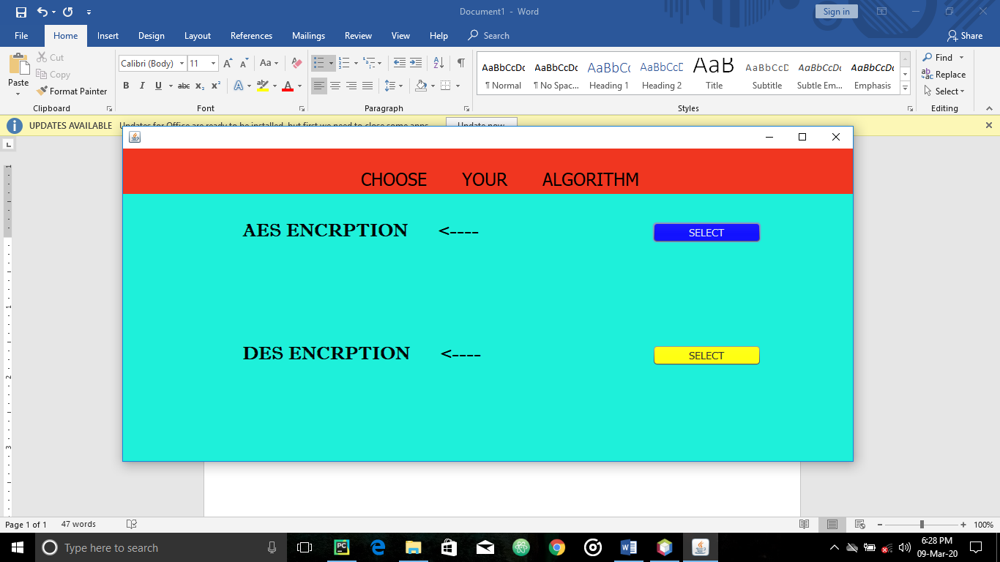 Document1 - Word
Sign in
File Home Insert Design Layout References Mailings Review View Help Search Share
Cut
Copy
Paste
Format Painter
Calibri (Body) 11
Aa
B I U abc x₂ x²
A
AaBbCcDc AaBbCcDc AaBbCc AaBbCcD AaB AaBbCcD AaBbCcDc AaBbCcDc
¶ Normal ¶ No Spac... Heading 1 Heading 2 Title Subtitle Subtle Em... Emphasis
Find
Replace
Select
Clipboard Font Paragraph Styles Editing
UPDATES AVAILABLE Updates for Office are ready to be installed, but first we need to close some apps. Update now
CHOOSE YOUR ALGORITHM
AES ENCRPTION <---- SELECT
DES ENCRPTION <---- SELECT
Page 1 of 1 47 words 100%
Type here to search
6:28 PM
09-Mar-20